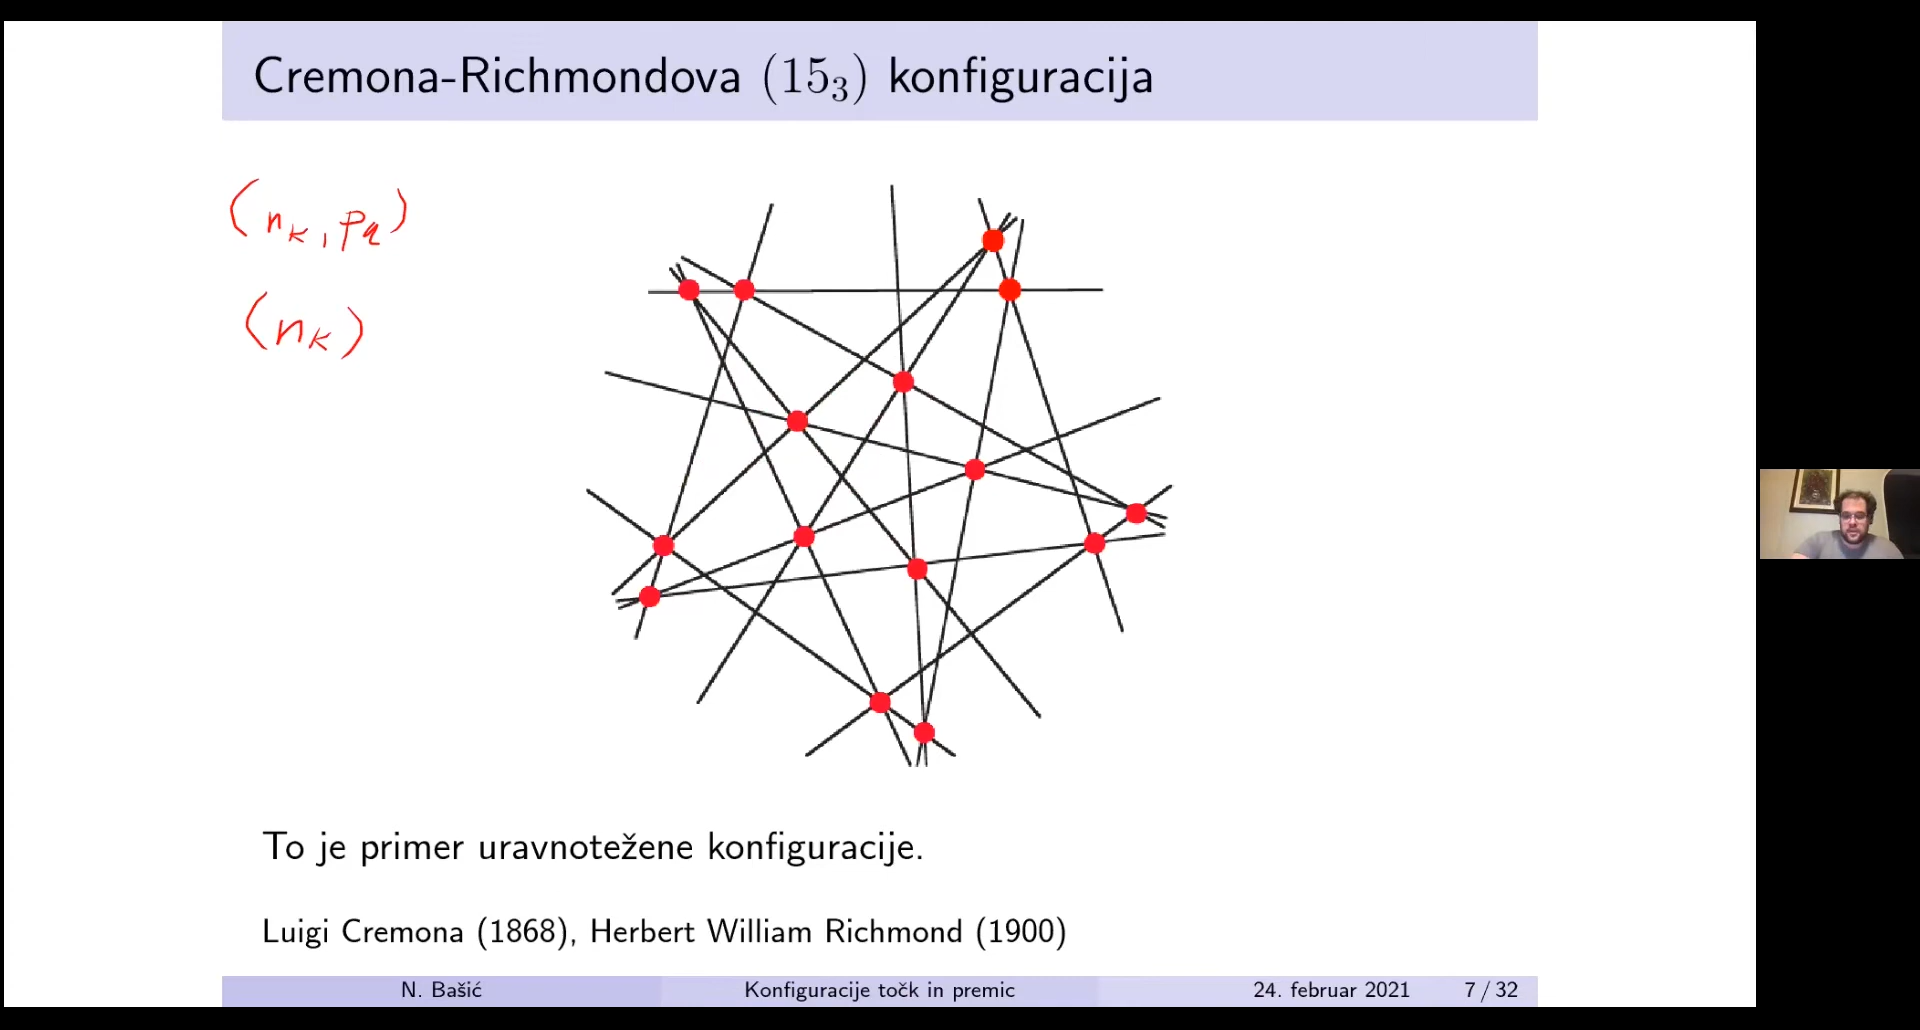 Cremona-Richmondova (15₃) konfiguracija
(n_k, p_q)
(n_k)
To je primer uravnotežene konfiguracije.
Luigi Cremona (1868), Herbert William Richmond (1900)
N. Bašić Konfiguracije točk in premic 24. februar 2021 7 / 32